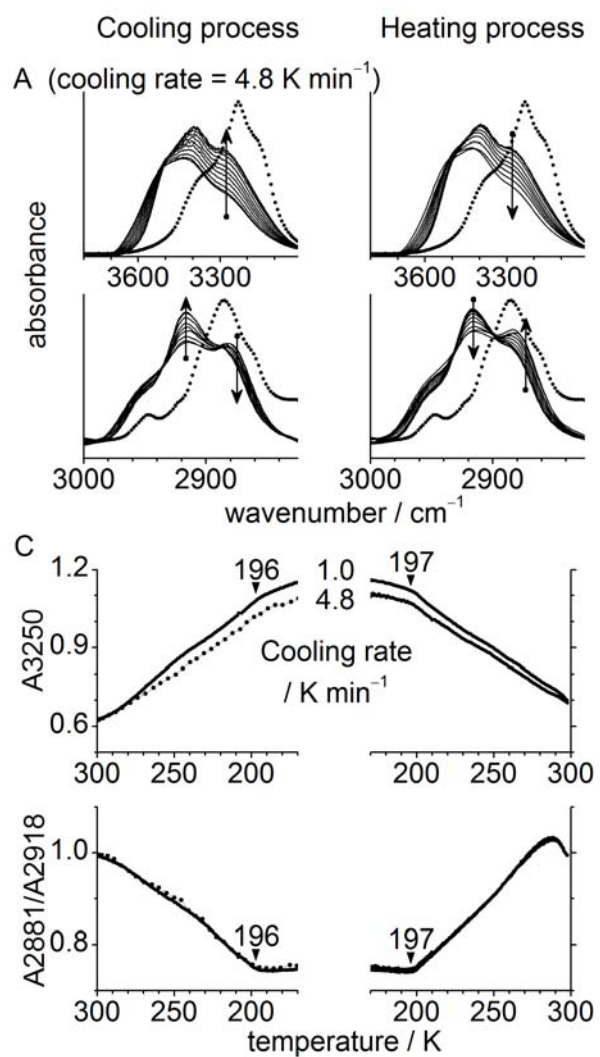 Cooling process Heating process
A (cooling rate = 4.8 K min⁻¹)
absorbance
3600 3300 3600 3300
3000 2900 3000 2900
wavenumber / cm⁻¹
C
A3250
1.2
0.9
0.6
196 1.0 197
4.8
Cooling rate
/ K min⁻¹
300 250 200 200 250 300
A2881/A2918
1.0
0.8
196 197
300 250 200 200 250 300
temperature / K